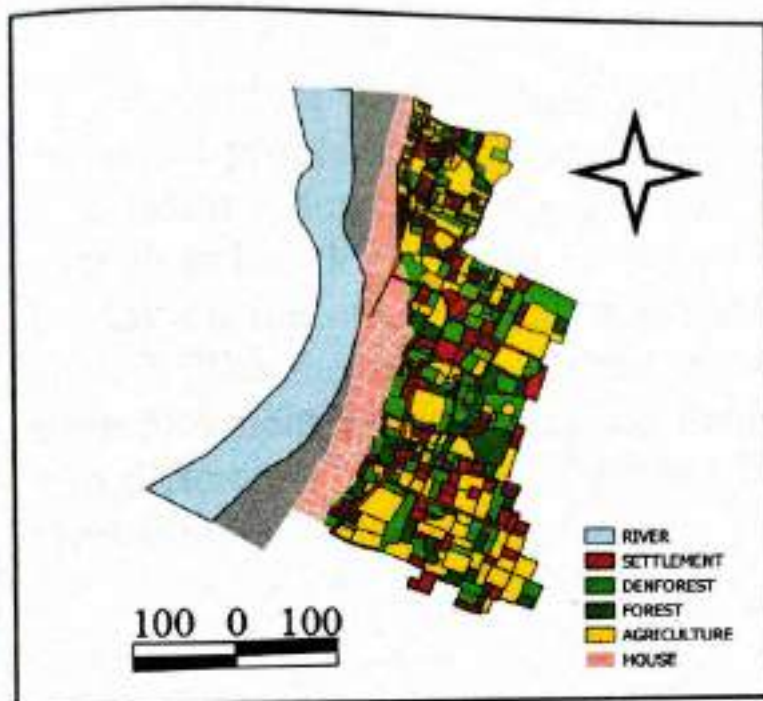 RIVER
SETTLEMENT
DENFOREST
FOREST
AGRICULTURE
HOUSE
100 0 100